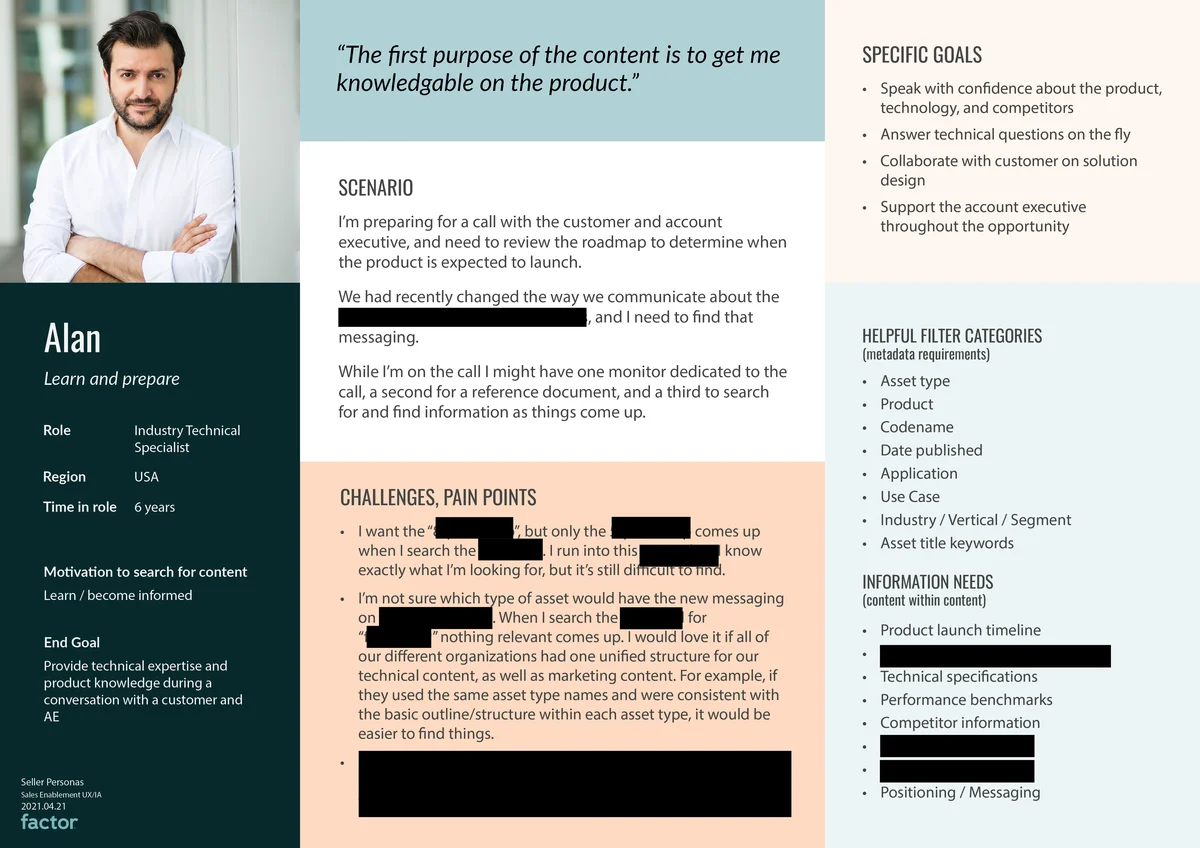 “The first purpose of the content is to get me
knowledgable on the product.”
Alan
Learn and prepare
Role Industry Technical
Specialist
Region USA
Time in role 6 years
Motivation to search for content
Learn / become informed
End Goal
Provide technical expertise and
product knowledge during a
conversation with a customer and
AE
Seller Personas
Sales Enablement UX/IA
2021.04.21
factor
SCENARIO
I’m preparing for a call with the customer and account
executive, and need to review the roadmap to determine when
the product is expected to launch.
We had recently changed the way we communicate about the
, and I need to find that
messaging.
While I’m on the call I might have one monitor dedicated to the
call, a second for a reference document, and a third to search
for and find information as things come up.
CHALLENGES, PAIN POINTS
• I want the “ ”, but only the comes up
when I search the . I run into this I know
exactly what I’m looking for, but it’s still difficult to find.
• I’m not sure which type of asset would have the new messaging
on . When I search the for
“ ” nothing relevant comes up. I would love it if all of
our different organizations had one unified structure for our
technical content, as well as marketing content. For example, if
they used the same asset type names and were consistent with
the basic outline/structure within each asset type, it would be
easier to find things.
•
SPECIFIC GOALS
• Speak with confidence about the product,
technology, and competitors
• Answer technical questions on the fly
• Collaborate with customer on solution
design
• Support the account executive
throughout the opportunity
HELPFUL FILTER CATEGORIES
(metadata requirements)
• Asset type
• Product
• Codename
• Date published
• Application
• Use Case
• Industry / Vertical / Segment
• Asset title keywords
INFORMATION NEEDS
(content within content)
• Product launch timeline
•
• Technical specifications
• Performance benchmarks
• Competitor information
•
•
• Positioning / Messaging